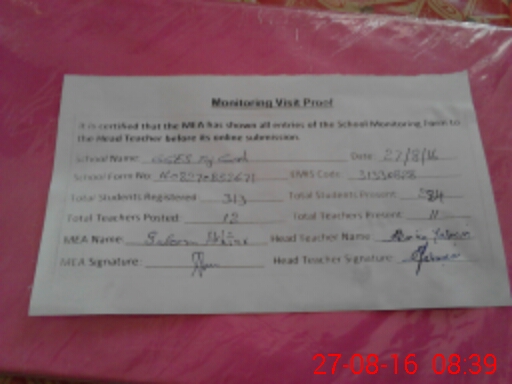 Monitoring Visit Proof
It is certified that the MEA has shown all entries of the School Monitoring Form to
the Head Teacher before its online submission.
School Name: GGES Date: 27/8/16
School Form No: EMIS Code:
Total Students Registered 313 Total Students Present 284
Total Teachers Posted 12 Total Teachers Present 11
MEA Name: Head Teacher Name
MEA Signature: Head Teacher Signature
27-08-16 08:39